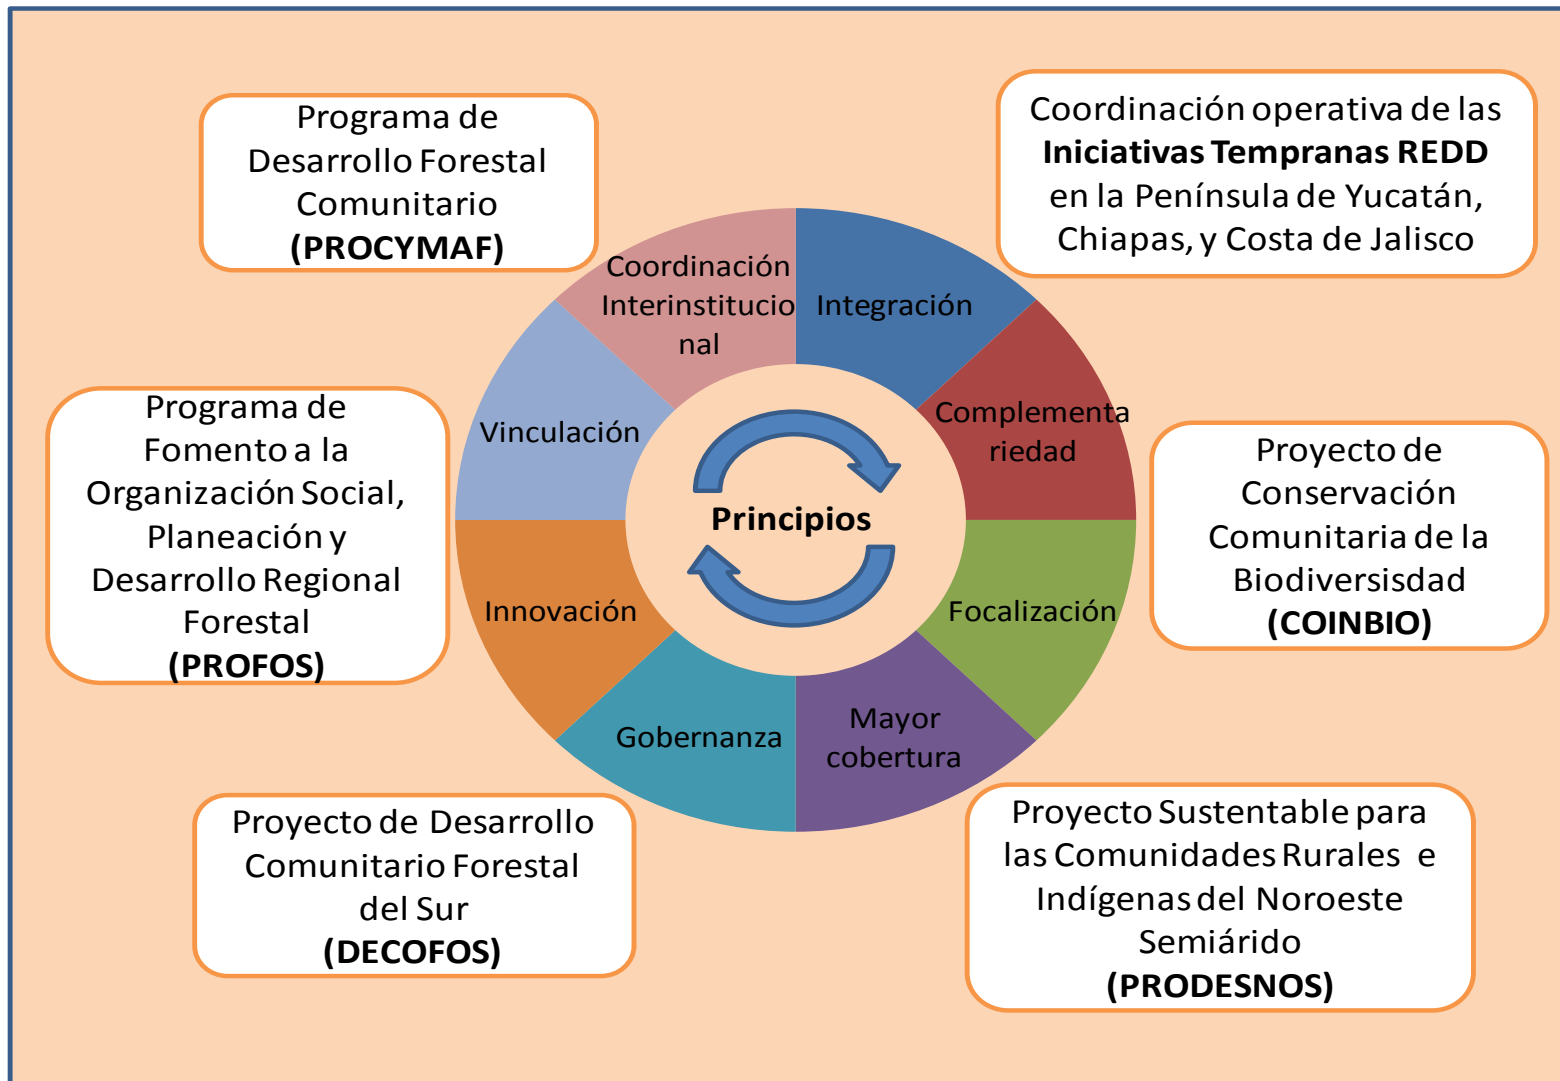 Programa de
Desarrollo Forestal
Comunitario
(PROCYMAF)
Coordinación operativa de las
Iniciativas Tempranas REDD
en la Península de Yucatán,
Chiapas, y Costa de Jalisco
Coordinación
Interinstitucio
nal
Integración
Vinculación
Complementa
riedad
Programa de
Fomento a la
Organización Social,
Planeación y
Desarrollo Regional
Forestal
(PROFOS)
Principios
Proyecto de
Conservación
Comunitaria de la
Biodiversisdad
(COINBIO)
Innovación
Focalización
Gobernanza
Mayor
cobertura
Proyecto de Desarrollo
Comunitario Forestal
del Sur
(DECOFOS)
Proyecto Sustentable para
las Comunidades Rurales e
Indígenas del Noroeste
Semiárido
(PRODESNOS)